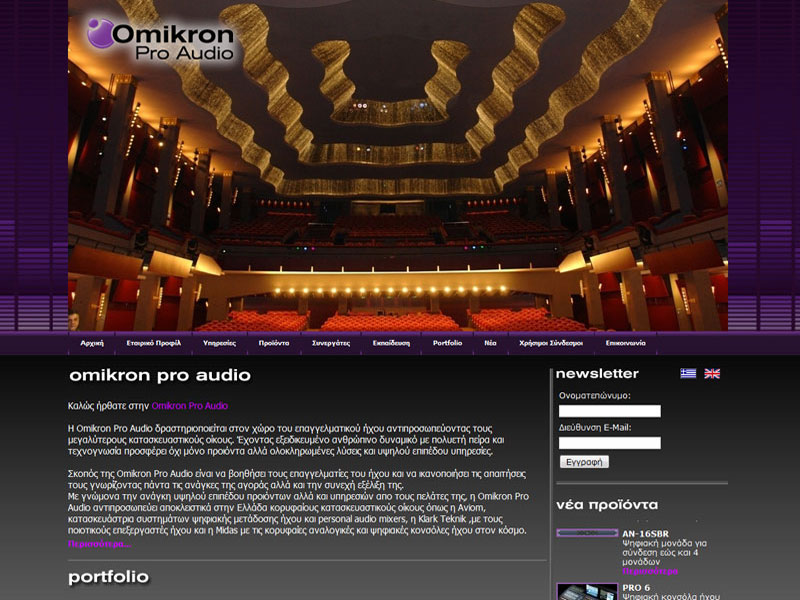 Omikron
Pro Audio
Αρχική Εταιρικό Προφίλ Υπηρεσίες Προϊόντα Συνεργάτες Εκπαίδευση Portfolio Νέα Χρήσιμοι Σύνδεσμοι Επικοινωνία
omikron pro audio
Καλώς ήρθατε στην Omikron Pro Audio
Η Omikron Pro Audio δραστηριοποιείται στον χώρο του επαγγελματικού ήχου αντιπροσωπεύοντας τους
μεγαλύτερους κατασκευαστικούς οίκους. Έχοντας εξειδικευμένο ανθρώπινο δυναμικό με πολυετή πείρα και
τεχνογνωσία προσφέρει όχι μόνο προιόντα αλλά ολοκληρωμένες λύσεις και υψηλού επιπέδου υπηρεσίες.
Σκοπός της Omikron Pro Audio είναι να βοηθήσει τους επαγγελματίες του ήχου και να ικανοποιήσει τις απαιτήσεις
τους γνωρίζοντας πάντα τις ανάγκες της αγοράς αλλά και την συνεχή εξέλιξη της.
Με γνώμονα την ανάγκη υψηλού επιπέδου προιόντων αλλά και υπηρεσιών απο τους πελάτες της, η Omikron Pro
Audio αντιπροσωπεύει αποκλειστικά στην Ελλάδα κορυφαίους κατασκευαστικούς οίκους όπως η Aviom,
κατασκευάστρια συστημάτων ψηφιακής μετάδοσης ήχου και personal audio mixers, η Klark Teknik ,με τους
ποιοτικούς επεξεργαστές ήχου και η Midas με τις κορυφαίες αναλογικές και ψηφιακές κονσόλες ήχου στον κόσμο.
Περισσότερα...
portfolio
newsletter
Ονοματεπώνυμο:
Διεύθυνση E-Mail:
Εγγραφή
νέα προϊόντα
AN-16SBR
Ψηφιακή μονάδα για
σύνδεση εώς και 4
μονάδων
Περισσότερα
PRO 6
Ψηφιακή κονσόλα ήχου